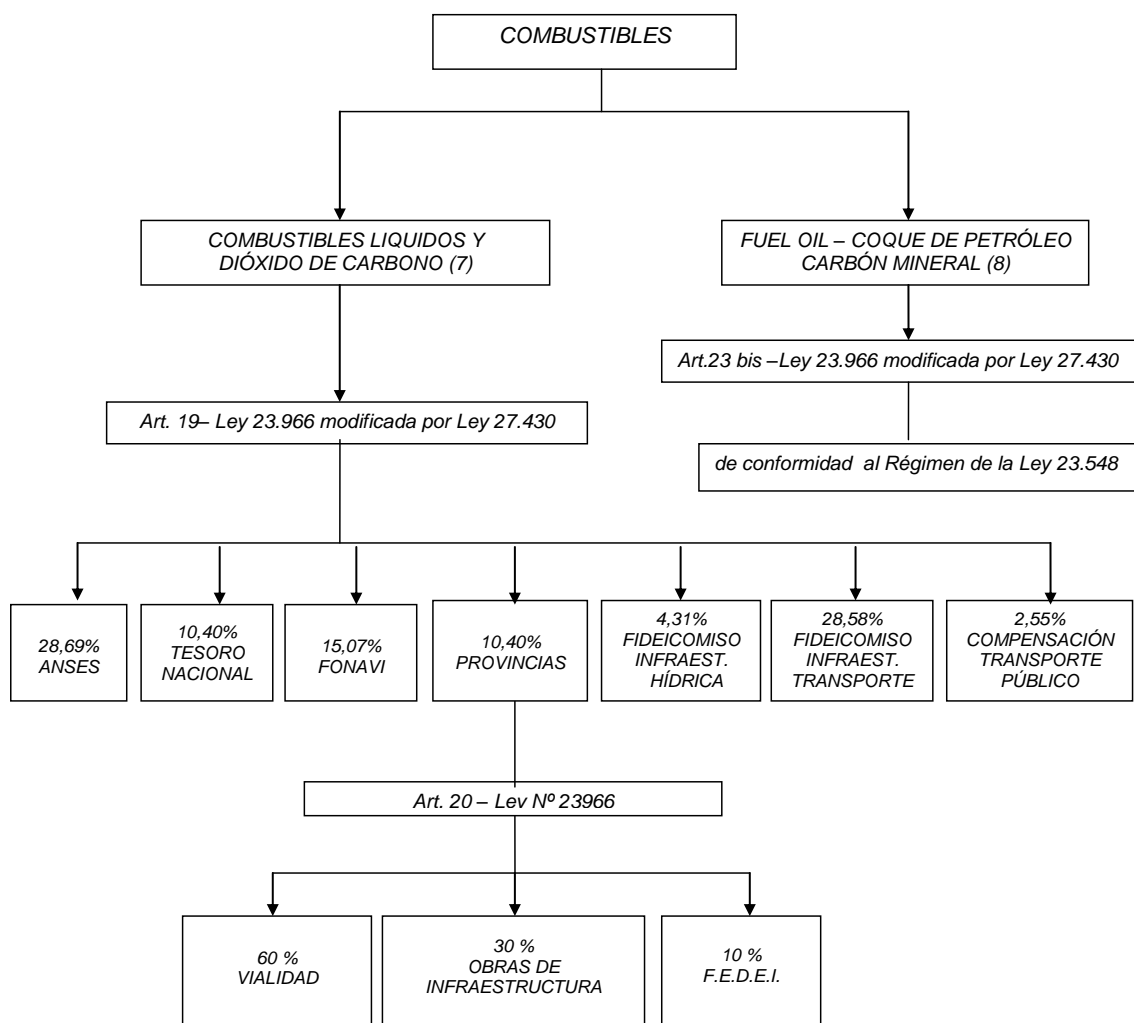 COMBUSTIBLES
COMBUSTIBLES LIQUIDOS Y
DIÓXIDO DE CARBONO (7)
FUEL OIL – COQUE DE PETRÓLEO
CARBÓN MINERAL (8)
Art.23 bis –Ley 23.966 modificada por Ley 27.430
Art. 19– Ley 23.966 modificada por Ley 27.430
de conformidad al Régimen de la Ley 23.548
28,69%
ANSES
10,40%
TESORO
NACIONAL
15,07%
FONAVI
10,40%
PROVINCIAS
4,31%
FIDEICOMISO
INFRAEST.
HÍDRICA
28,58%
FIDEICOMISO
INFRAEST.
TRANSPORTE
2,55%
COMPENSACIÓN
TRANSPORTE
PÚBLICO
Art. 20 – Ley Nº 23966
60 %
VIALIDAD
30 %
OBRAS DE
INFRAESTRUCTURA
10 %
F.E.D.E.I.